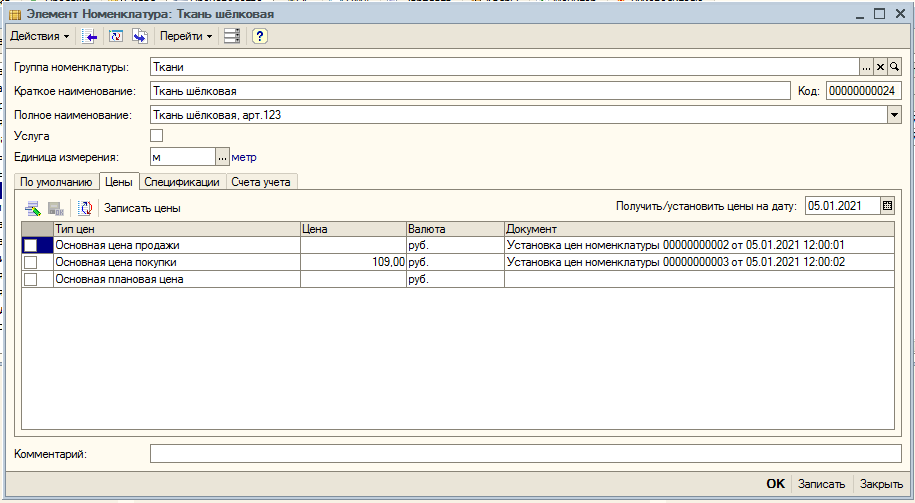 Элемент Номенклатура: Ткань шёлковая
Действия Перейти
Группа номенклатуры: Ткани
Краткое наименование: Ткань шёлковая Код: 00000000024
Полное наименование: Ткань шёлковая, арт.123
Услуга
Единица измерения: м ... метр
По умолчанию Цены Спецификации Счета учета
Записать цены Получить/установить цены на дату: 05.01.2021
Тип цен Цена Валюта Документ
Основная цена продажи руб. Установка цен номенклатуры 00000000002 от 05.01.2021 12:00:01
Основная цена покупки 109,00 руб. Установка цен номенклатуры 00000000003 от 05.01.2021 12:00:02
Основная плановая цена руб.
Комментарий:
OK Записать Закрыть